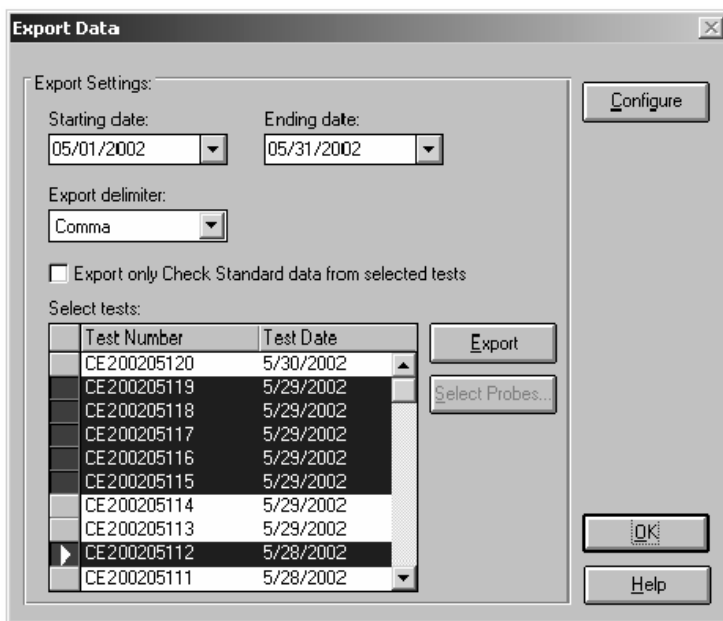 Export Data
Export Settings:
Configure
Starting date:
Ending date:
05/01/2002
05/31/2002
Export delimiter:
Comma
Export only Check Standard data from selected tests
Select tests:
Test Number Test Date
Export
CE200205120 5/30/2002
CE200205119 5/29/2002
Select Probes...
CE200205118 5/29/2002
CE200205117 5/29/2002
CE200205116 5/29/2002
CE200205115 5/29/2002
CE200205114 5/29/2002
CE200205113 5/29/2002
OK
CE200205112 5/28/2002
CE200205111 5/28/2002
Help